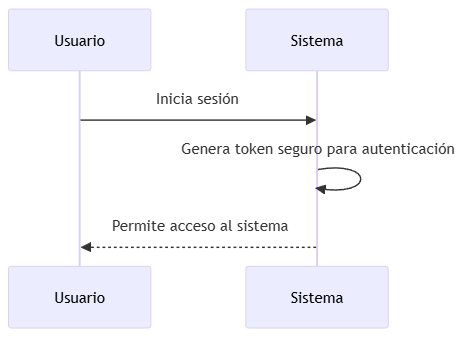 Usuario
Sistema
Inicia sesión
Genera token seguro para autenticación
Permite acceso al sistema
Usuario
Sistema